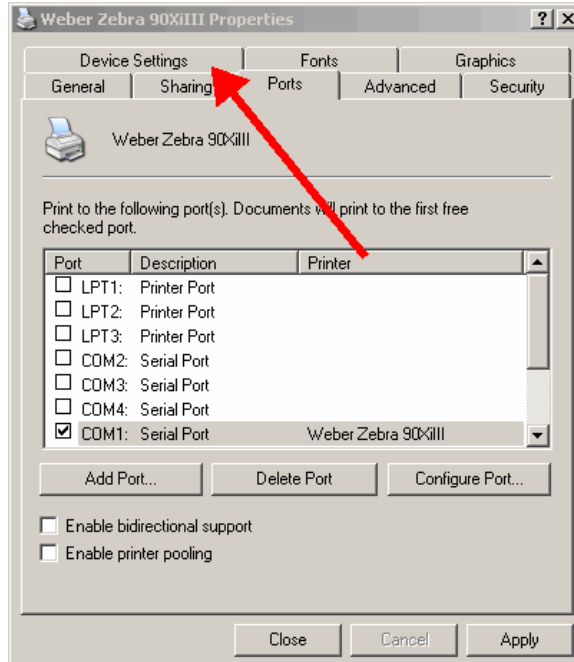 Weber Zebra 90XiIII Properties
? X
Device Settings Fonts Graphics
General Sharing Ports Advanced Security
Weber Zebra 90XiIII
Print to the following port(s). Documents will print to the first free
checked port.
Port Description Printer
LPT1: Printer Port
LPT2: Printer Port
LPT3: Printer Port
COM2: Serial Port
COM3: Serial Port
COM4: Serial Port
COM1: Serial Port Weber Zebra 90XiIII
Add Port... Delete Port Configure Port...
Enable bidirectional support
Enable printer pooling
Close Cancel Apply